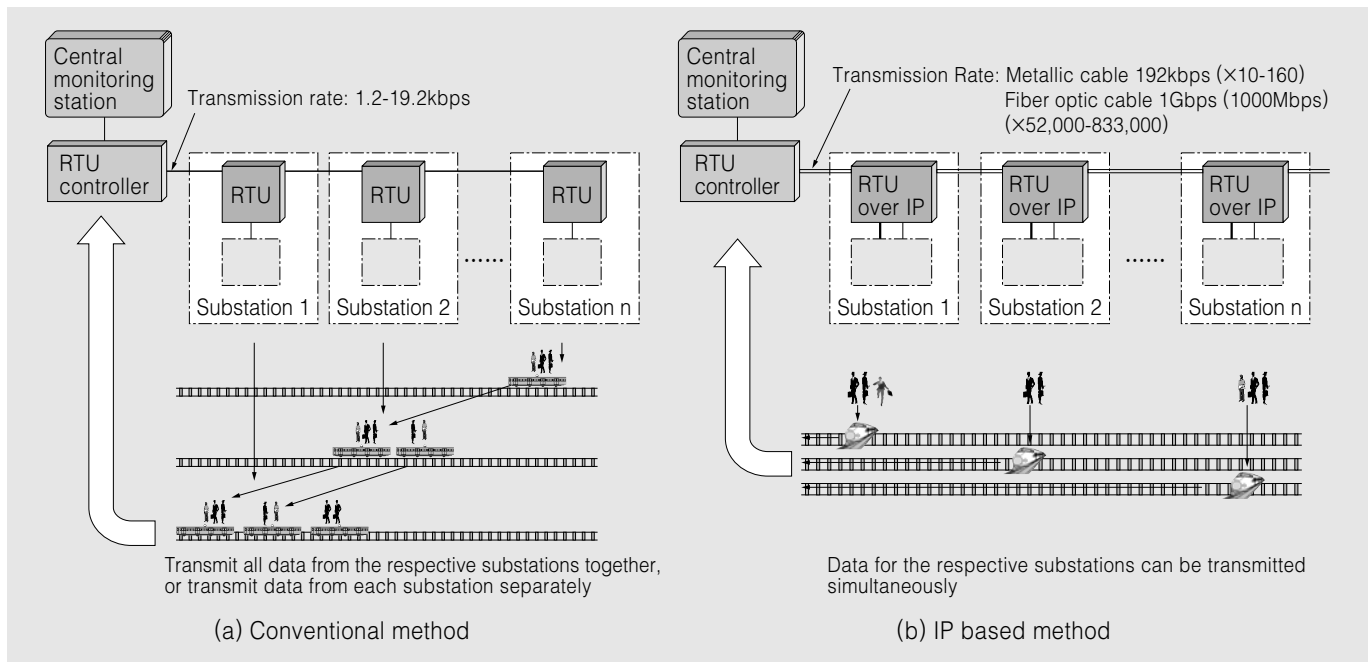 Central
monitoring
station
Transmission rate: 1.2-19.2kbps
RTU
controller
RTU
RTU
RTU
......
Substation 1
Substation 2
Substation n
Transmit all data from the respective substations together,
or transmit data from each substation separately
(a) Conventional method
Central
monitoring
station
Transmission Rate: Metallic cable 192kbps (×10-160)
Fiber optic cable 1Gbps (1000Mbps)
(×52,000-833,000)
RTU
controller
RTU
over IP
RTU
over IP
RTU
over IP
......
Substation 1
Substation 2
Substation n
Data for the respective substations can be transmitted
simultaneously
(b) IP based method